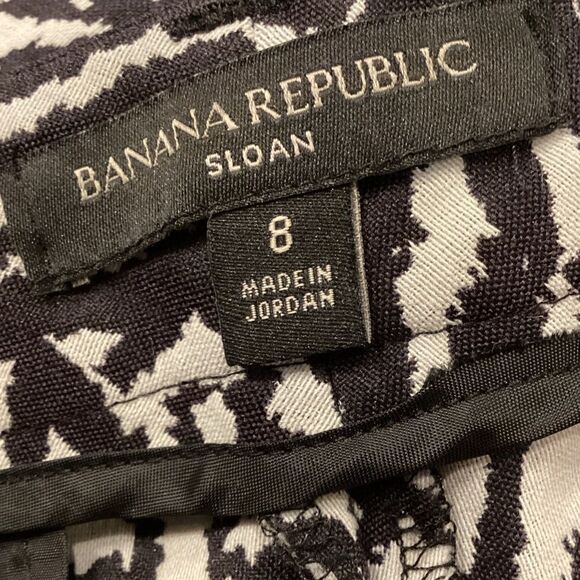 BANANA REPUBLIC
SLOAN
8
MADE IN
JORDAN